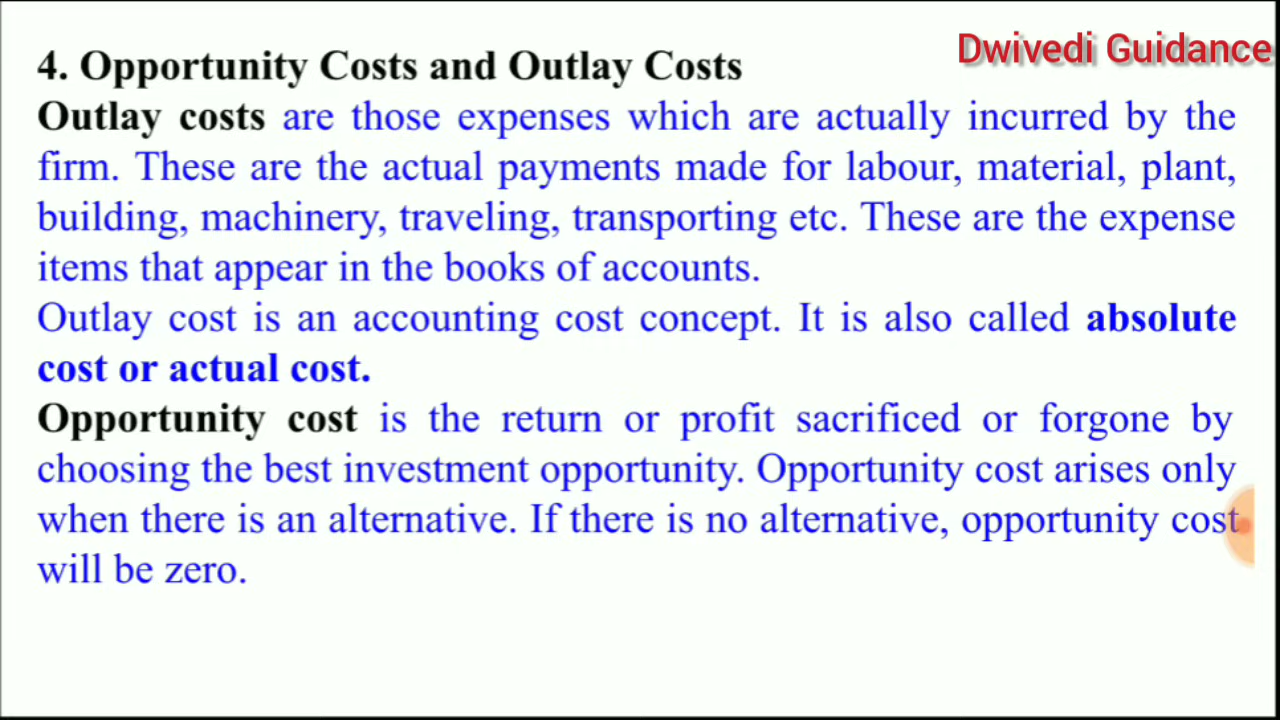 Dwivedi Guidance
4. Opportunity Costs and Outlay Costs
Outlay costs are those expenses which are actually incurred by the
firm. These are the actual payments made for labour, material, plant,
building, machinery, traveling, transporting etc. These are the expense
items that appear in the books of accounts.
Outlay cost is an accounting cost concept. It is also called absolute
cost or actual cost.
Opportunity cost is the return or profit sacrificed or forgone by
choosing the best investment opportunity. Opportunity cost arises only
when there is an alternative. If there is no alternative, opportunity cost
will be zero.